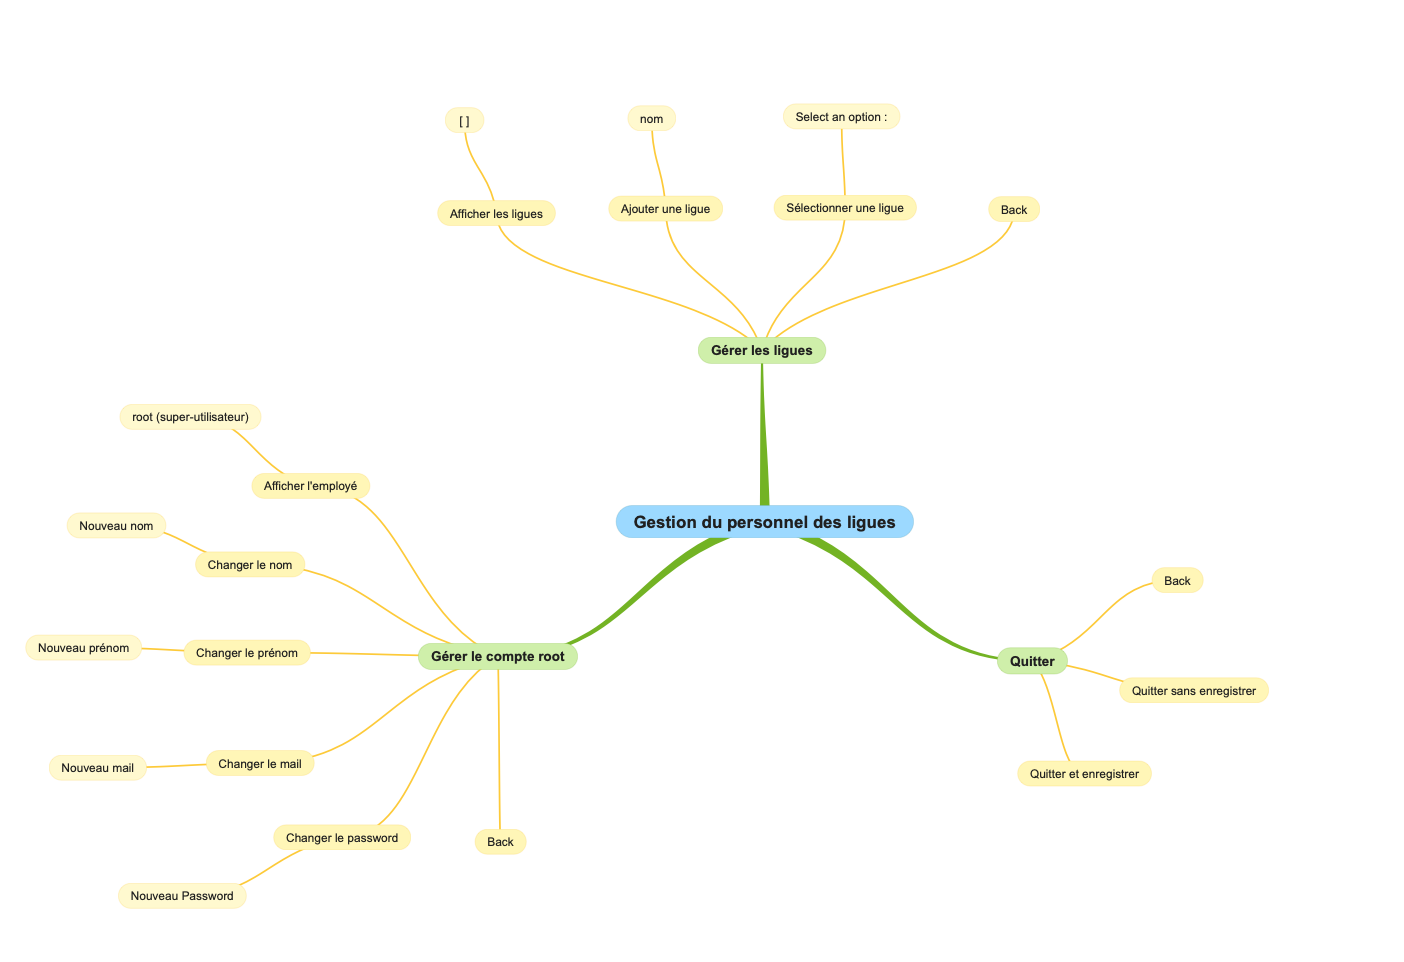 [ ]
nom
Select an option :
Afficher les ligues
Ajouter une ligue
Sélectionner une ligue
Back
Gérer les ligues
root (super-utilisateur)
Afficher l'employé
Nouveau nom
Changer le nom
Gestion du personnel des ligues
Back
Nouveau prénom
Changer le prénom
Gérer le compte root
Quitter
Quitter sans enregistrer
Nouveau mail
Changer le mail
Quitter et enregistrer
Changer le password
Back
Nouveau Password